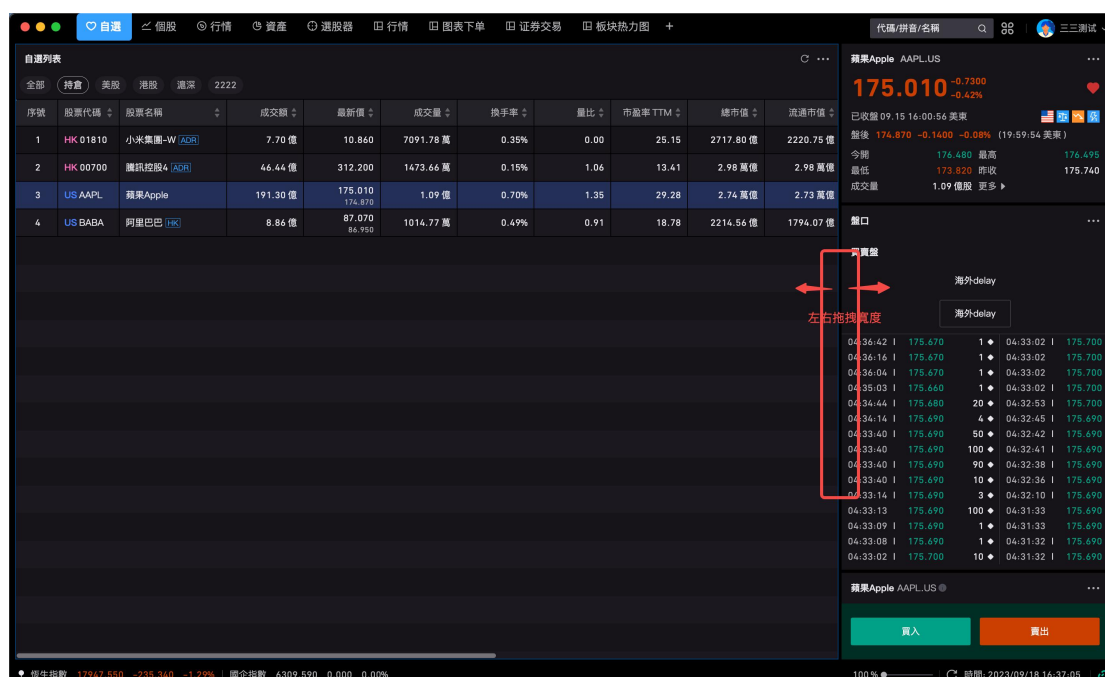 自選 個股 行情 資產 選股器 行情 图表下单 证券交易 板块热力图 + 代碼/拼音/名稱 三三测试
自選列表
全部 持倉 美股 港股 滬深 2222
序號 股票代碼 股票名稱 成交額 最新價 成交量 換手率 量比 市盈率 TTM 總市值 流通市值
1 HK 01810 小米集團-W ADR 7.70 億 10.860 7091.78 萬 0.35% 0.00 25.15 2717.80 億 2220.75 億
2 HK 00700 騰訊控股4 ADR 46.44 億 312.200 1473.66 萬 0.15% 1.06 13.41 2.98 萬億 2.98 萬億
3 US AAPL 蘋果Apple 191.30 億 175.010 1.09 億 0.70% 1.35 29.28 2.74 萬億 2.73 萬億
174.870
4 US BABA 阿里巴巴 HK 8.86 億 87.070 1014.77 萬 0.49% 0.91 18.78 2214.56 億 1794.07 億
86.950
左右拖拽寬度
蘋果Apple AAPL.US
175.010 -0.7300
-0.42%
已收盤 09.15 16:00:56 美東
盤後 174.870 -0.1400 -0.08% (19:59:54 美東)
今開 176.480 最高 176.495
最低 173.820 昨收 175.740
成交量 1.09 億股 更多
盤口
買賣盤
海外delay
海外delay
04:36:42 175.670 1 04:33:02 175.700
04:36:16 175.670 1 04:33:02 175.700
04:36:04 175.670 1 04:33:02 175.700
04:35:03 175.660 1 04:33:02 175.700
04:34:44 175.680 20 04:32:53 175.700
04:34:14 175.690 4 04:32:45 175.690
04:33:40 175.690 50 04:32:42 175.690
04:33:40 175.690 100 04:32:41 175.690
04:33:40 175.690 90 04:32:38 175.690
04:33:40 175.690 10 04:32:36 175.690
04:33:14 175.690 3 04:32:10 175.690
04:33:13 175.690 100 04:31:33 175.690
04:33:09 175.690 1 04:31:33 175.690
04:33:08 175.690 1 04:31:32 175.690
04:33:02 175.700 10 04:31:32 175.690
蘋果Apple AAPL.US
買入 賣出
恆生指數 17947.550 -235.340 -1.29% 國企指數 6309.590 0.000 0.00% 100% 時間: 2023/09/18 16:37:05